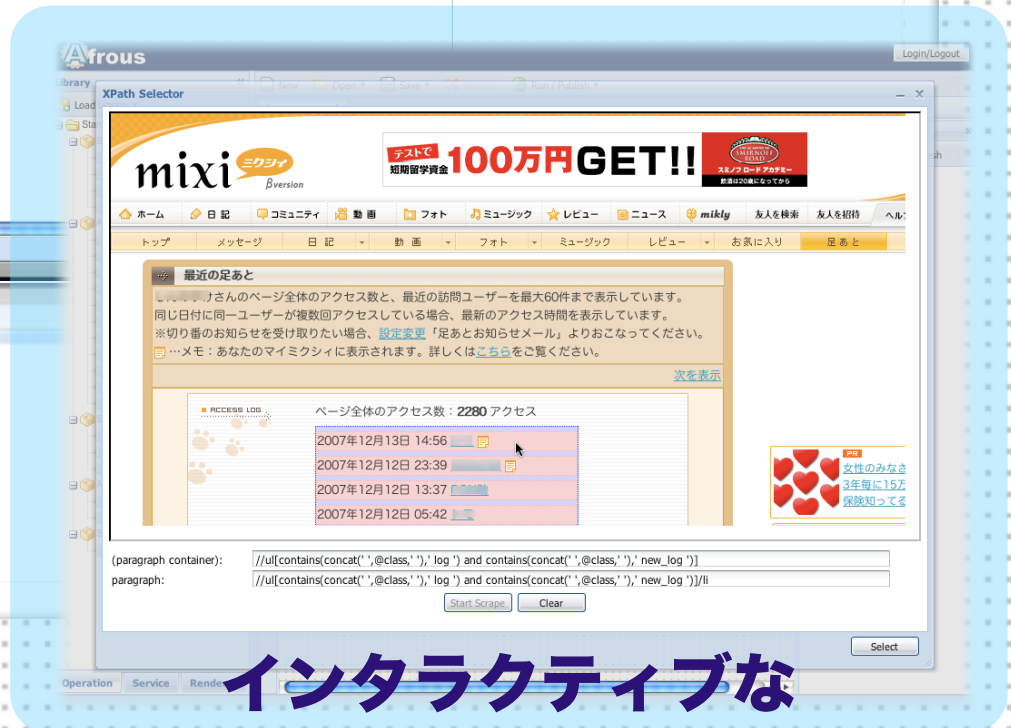 Afrous
Login/Logout
Library
Load
New Open Save Run / Publish
XPath Selector
mixi ミクシィ
βversion
テストで
短期留学資金
100万円GET!!
SMIRNOFF
ROAD
スミノフ ロード アカデミー
飲酒は20歳になってから
ホーム 日記 コミュニティ 動画 フォト ミュージック レビュー ニュース mikly 友人を検索 友人を招待 ヘル
トップ メッセージ 日記 動画 フォト ミュージック レビュー お気に入り 足あと
最近の足あと
さんのページ全体のアクセス数と、最近の訪問ユーザーを最大60件まで表示しています。
同じ日付に同一ユーザーが複数回アクセスしている場合、最新のアクセス時間を表示しています。
※切り番のお知らせを受け取りたい場合、設定変更「足あとお知らせメール」よりおこなってください。
…メモ：あなたのマイミクシィに表示されます。詳しくはこちらをご覧ください。
次を表示
ACCESS LOG
ページ全体のアクセス数：2280 アクセス
2007年12月13日 14:56
2007年12月12日 23:39
2007年12月12日 13:37
2007年12月12日 05:42
PR
女性のみなさ
3年毎に15万
保険知ってる
(paragraph container): //ul[contains(concat(' ',@class,' '),' log ') and contains(concat(' ',@class,' '),' new_log ')]
paragraph: //ul[contains(concat(' ',@class,' '),' log ') and contains(concat(' ',@class,' '),' new_log ')]/li
Start Scrape Clear
Select
Operation Service Rende
インタラクティブな